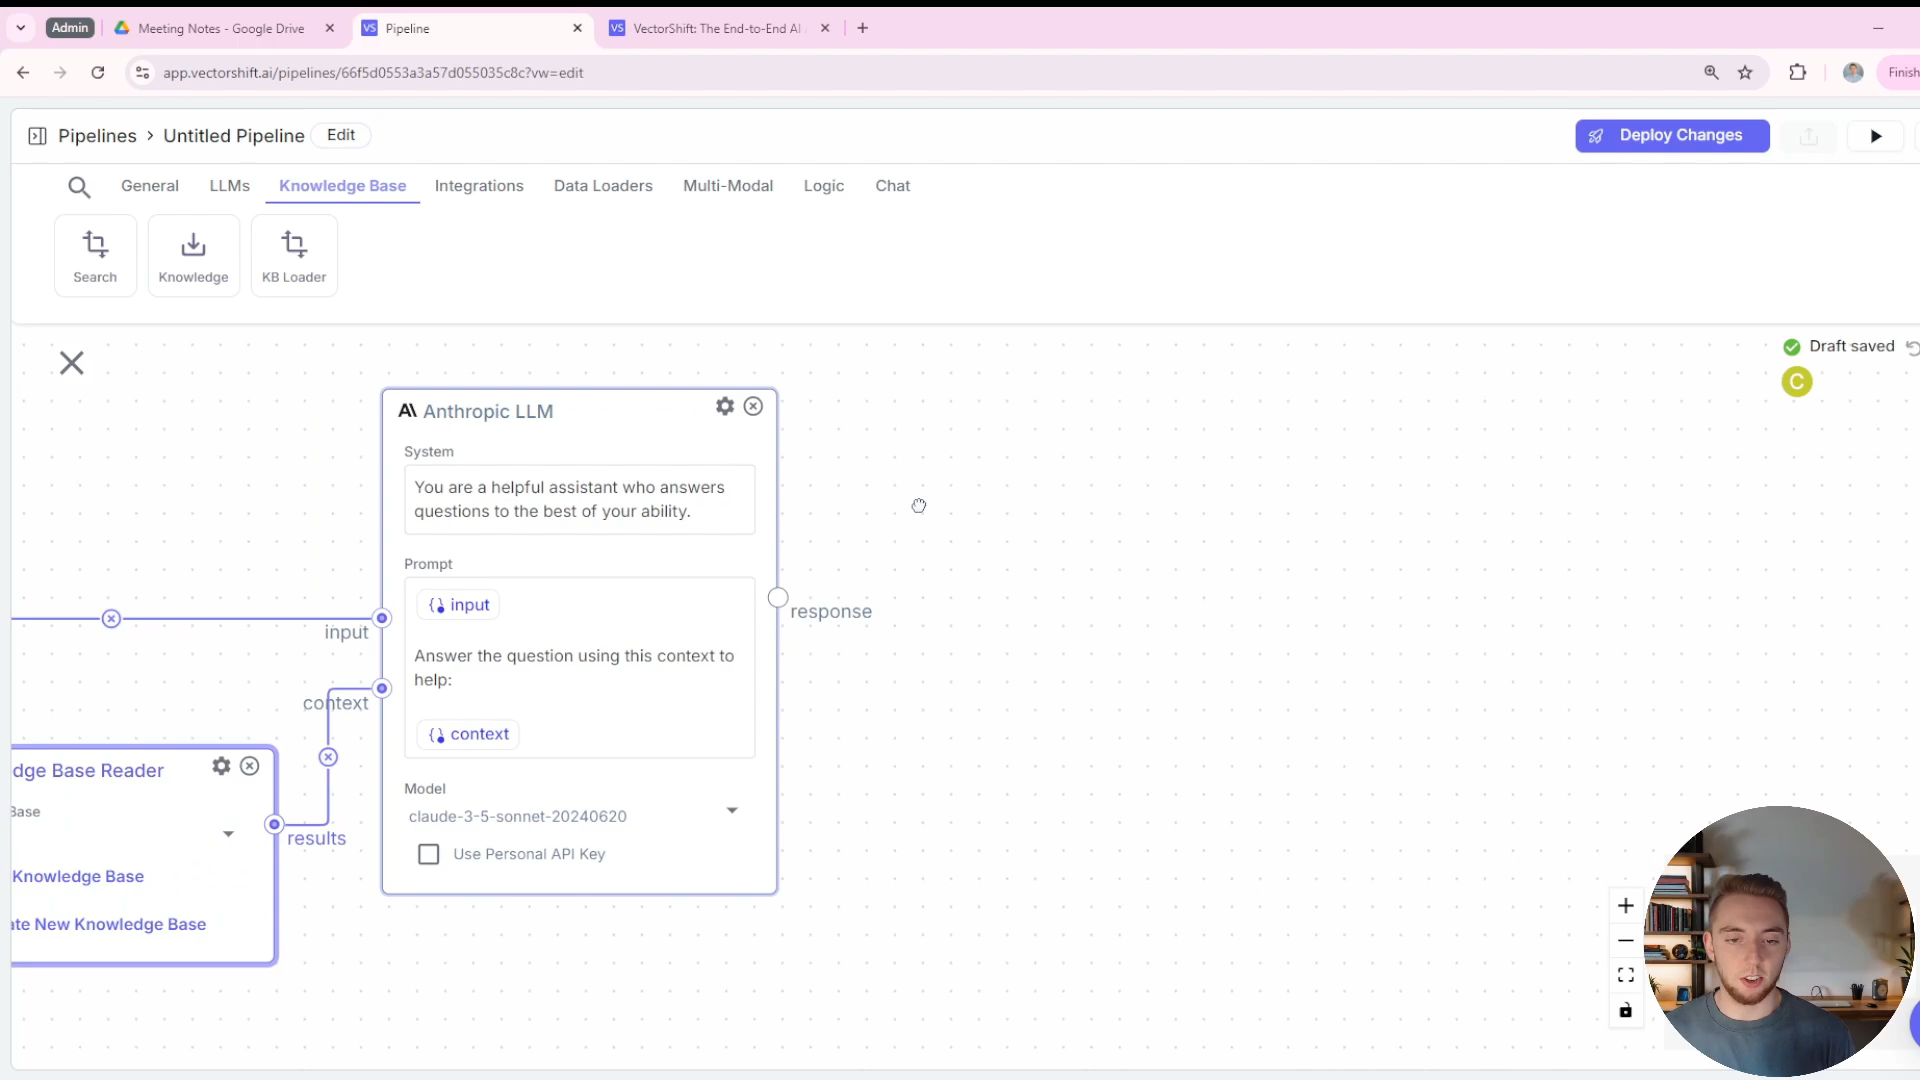 Admin
Meeting Notes - Google Drive
VS Pipeline
VS VectorShift: The End-to-End AI
app.vectorshift.ai/pipelines/66f5d0553a3a57d055035c8c?vw=edit
Finish
Pipelines > Untitled Pipeline Edit
Deploy Changes
General LLMs Knowledge Base Integrations Data Loaders Multi-Modal Logic Chat
Search Knowledge KB Loader
Draft saved
C
Anthropic LLM
System
You are a helpful assistant who answers
questions to the best of your ability.
Prompt
input
input
response
Answer the question using this context to
help:
context
context
dge Base Reader
Base
results
Knowledge Base
ate New Knowledge Base
Model
claude-3-5-sonnet-20240620
Use Personal API Key